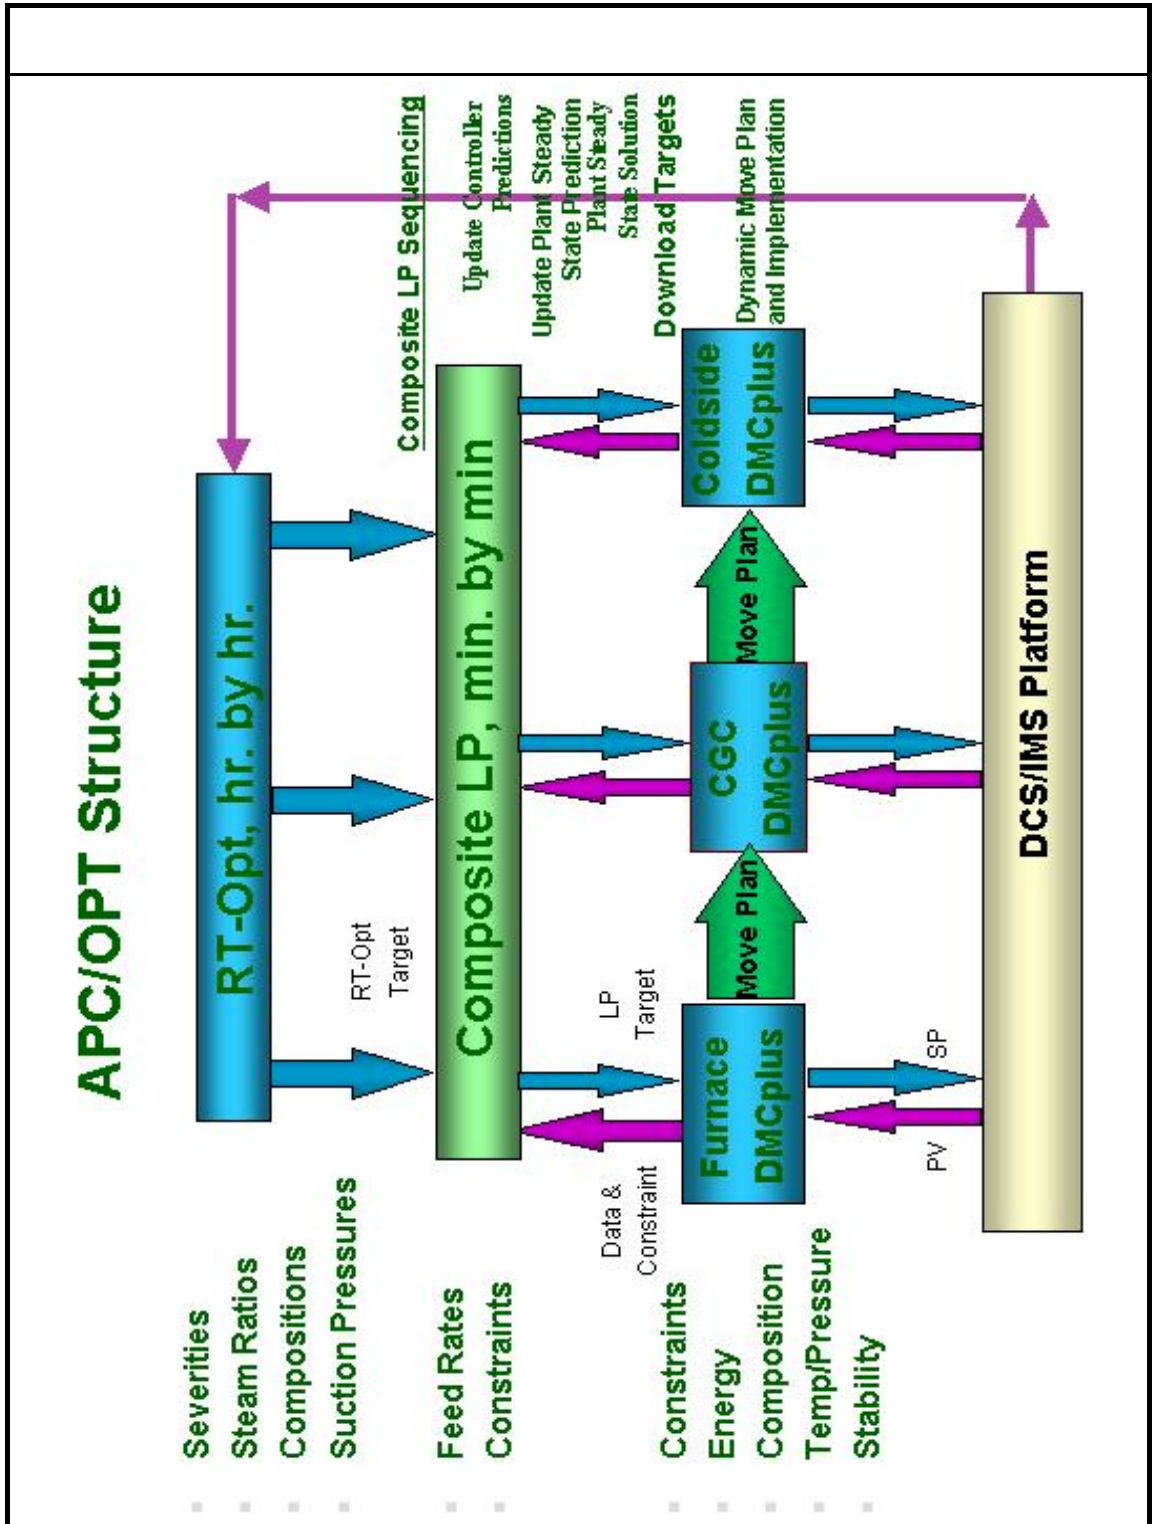 APC/OPT Structure
Severities
Steam Ratios
Compositions
Suction Pressures
RT-Opt, hr. by hr.
RT-Opt
Target
Feed Rates
Constraints
Composite LP, min. by min
Composite LP Sequencing
Update Controller
Predictions
Update Plant Steady
State Prediction
Plant Steady
State Solution
Download Targets
Dynamic Move Plan
and Implementation
Data &
Constraint
LP
Target
Constraints
Energy
Composition
Temp/Pressure
Stability
Furnace
DMCplus
Move Plan
CGC
DMCplus
Move Plan
Coldside
DMCplus
PV
SP
DCS/IMS Platform